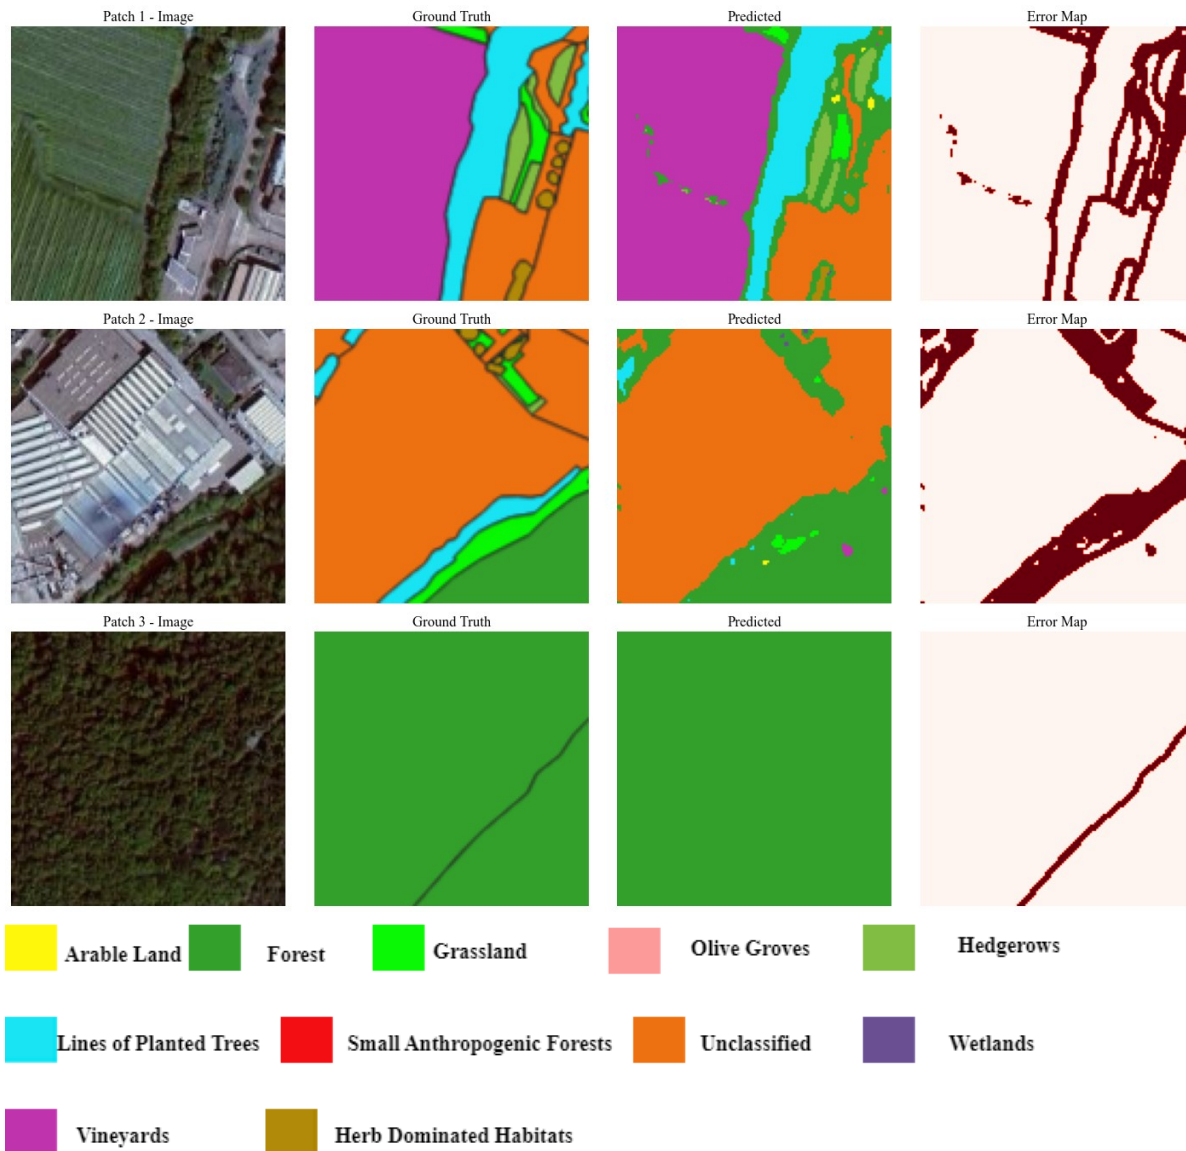 Patch 1 - Image Ground Truth Predicted Error Map
Patch 2 - Image Ground Truth Predicted Error Map
Patch 3 - Image Ground Truth Predicted Error Map
Arable Land Forest Grassland Olive Groves Hedgerows
Lines of Planted Trees Small Anthropogenic Forests Unclassified Wetlands
Vineyards Herb Dominated Habitats